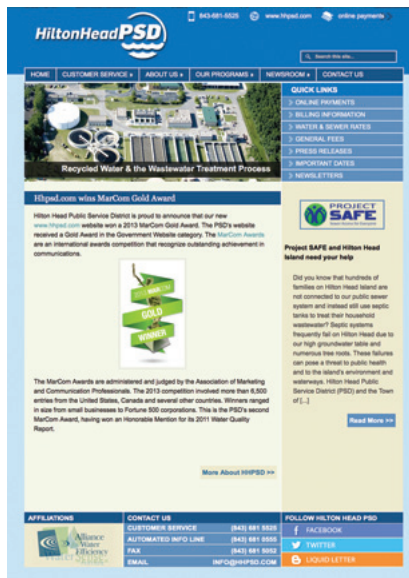 843-681-5525 www.hhpsd.com online payments
HiltonHeadPSD
Search this site...
HOME CUSTOMER SERVICE » ABOUT US » OUR PROGRAMS » NEWSROOM » CONTACT US
Recycled Water & the Wastewater Treatment Process
QUICK LINKS
> ONLINE PAYMENTS
> BILLING INFORMATION
> WATER & SEWER RATES
> GENERAL FEES
> PRESS RELEASES
> IMPORTANT DATES
> NEWSLETTERS
Hhpsd.com wins MarCom Gold Award
Hilton Head Public Service District is proud to announce that our new
www.hhpsd.com website won a 2013 MarCom Gold Award. The PSD's website
received a Gold Award in the Government Website category. The MarCom Awards
are an international awards competition that recognize outstanding achievement in
communications.
GOLD
WINNER
The MarCom Awards are administered and judged by the Association of Marketing
and Communication Professionals. The 2013 competition involved more than 6,500
entries from the United States, Canada and several other countries. Winners ranged
in size from small businesses to Fortune 500 corporations. This is the PSD's second
MarCom Award, having won an Honorable Mention for its 2011 Water Quality
Report.
More About HHPSD >>
PROJECT
SAFE
Project SAFE and Hilton Head
Island need your help
Did you know that hundreds of
families on Hilton Head Island are
not connected to our public sewer
system and instead still use septic
tanks to treat their household
wastewater? Septic systems
frequently fail on Hilton Head due to
our high groundwater table and
numerous tree roots. These failures
can pose a threat to public health
and to the island's environment and
waterways. Hilton Head Public
Service District (PSD) and the Town
of [...]
Read More >>
AFFILIATIONS
Alliance
for Water
Efficiency
CONTACT US
CUSTOMER SERVICE (843) 681 5525
AUTOMATED INFO LINE (843) 681 0555
FAX (843) 681 5052
EMAIL INFO@HHPSD.COM
FOLLOW HILTON HEAD PSD
FACEBOOK
TWITTER
LIQUID LETTER